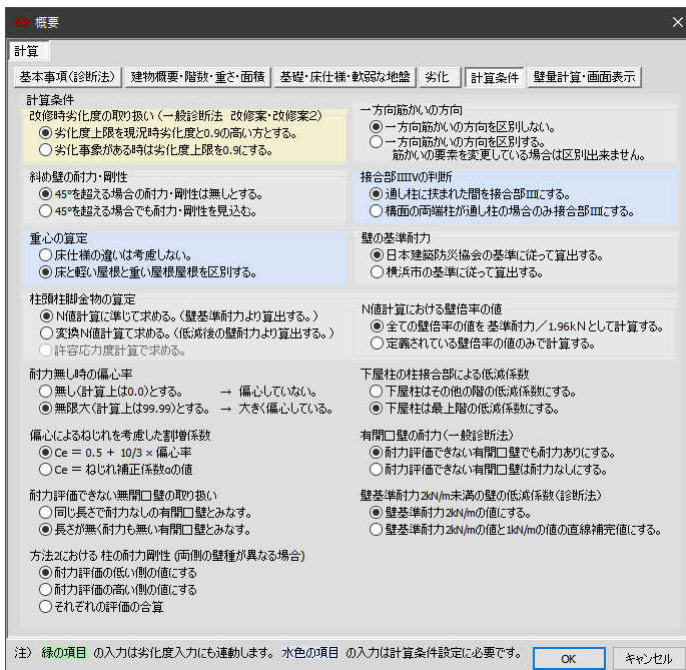 概要
計算
基本事項(診断法) 建物概要・階数・重さ・面積 基礎・床仕様・軟弱な地盤 劣化 計算条件 壁量計算・画面表示
計算条件
改修時劣化度の取り扱い(一般診断法 改修案・改修案2)
劣化度上限を現況時劣化度と0.9の高い方とする。
劣化事象がある時は劣化度上限を0.9にする。
斜め壁の耐力・剛性
45°を超える場合の耐力・剛性は無しとする。
45°を超える場合でも耐力・剛性を見込む。
重心の算定
床仕様の違いは考慮しない。
床と軽い屋根と重い屋根屋根を区別する。
柱頭柱脚金物の算定
N値計算に準じて求める。(壁基準耐力より算出する。)
変換N値計算で求める。(低減後の壁耐力より算出する。)
許容応力度計算で求める。
耐力無し時の偏心率
無し(計算上は0.0)とする。 → 偏心していない。
無限大(計算上は99.99)とする。 → 大きく偏心している。
偏心によるねじれを考慮した割増係数
Ce = 0.5 + 10/3 × 偏心率
Ce = ねじれ補正係数αの値
耐力評価できない無開口壁の取り扱い
同じ長さで耐力なしの有開口壁とみなす。
長さが無く耐力も無い有開口壁とみなす。
方法2における 柱の耐力剛性 (両側の壁種が異なる場合)
耐力評価の低い側の値にする
耐力評価の高い側の値にする
それぞれの評価の合算
一方向筋かいの方向
一方向筋かいの方向を区別しない。
一方向筋かいの方向を区別する。
筋かいの要素を変更している場合は区別出来ません。
接合部ⅢⅣの判断
通し柱に挟まれた間を接合部Ⅲにする。
構面の両端柱が通し柱の場合のみ接合部Ⅲにする。
壁の基準耐力
日本建築防災協会の基準に従って算出する。
横浜市の基準に従って算出する。
N値計算における壁倍率の値
全ての壁倍率の値を 基準耐力/1.96kN として計算する。
定義されている壁倍率の値のみで計算する。
下屋柱の柱接合部による低減係数
下屋柱はその他の階の低減係数にする。
下屋柱は最上階の低減係数にする。
有開口壁の耐力(一般診断法)
耐力評価できない有開口壁でも耐力ありにする。
耐力評価できない有開口壁は耐力なしにする。
壁基準耐力2kN/m未満の壁の低減係数(診断法)
壁基準耐力2kN/mの値にする。
壁基準耐力2kN/mの値と1kN/mの値の直線補完値にする。
注) 緑の項目 の入力は劣化度入力にも連動します。 水色の項目 の入力は計算条件設定に必要です。
OK キャンセル